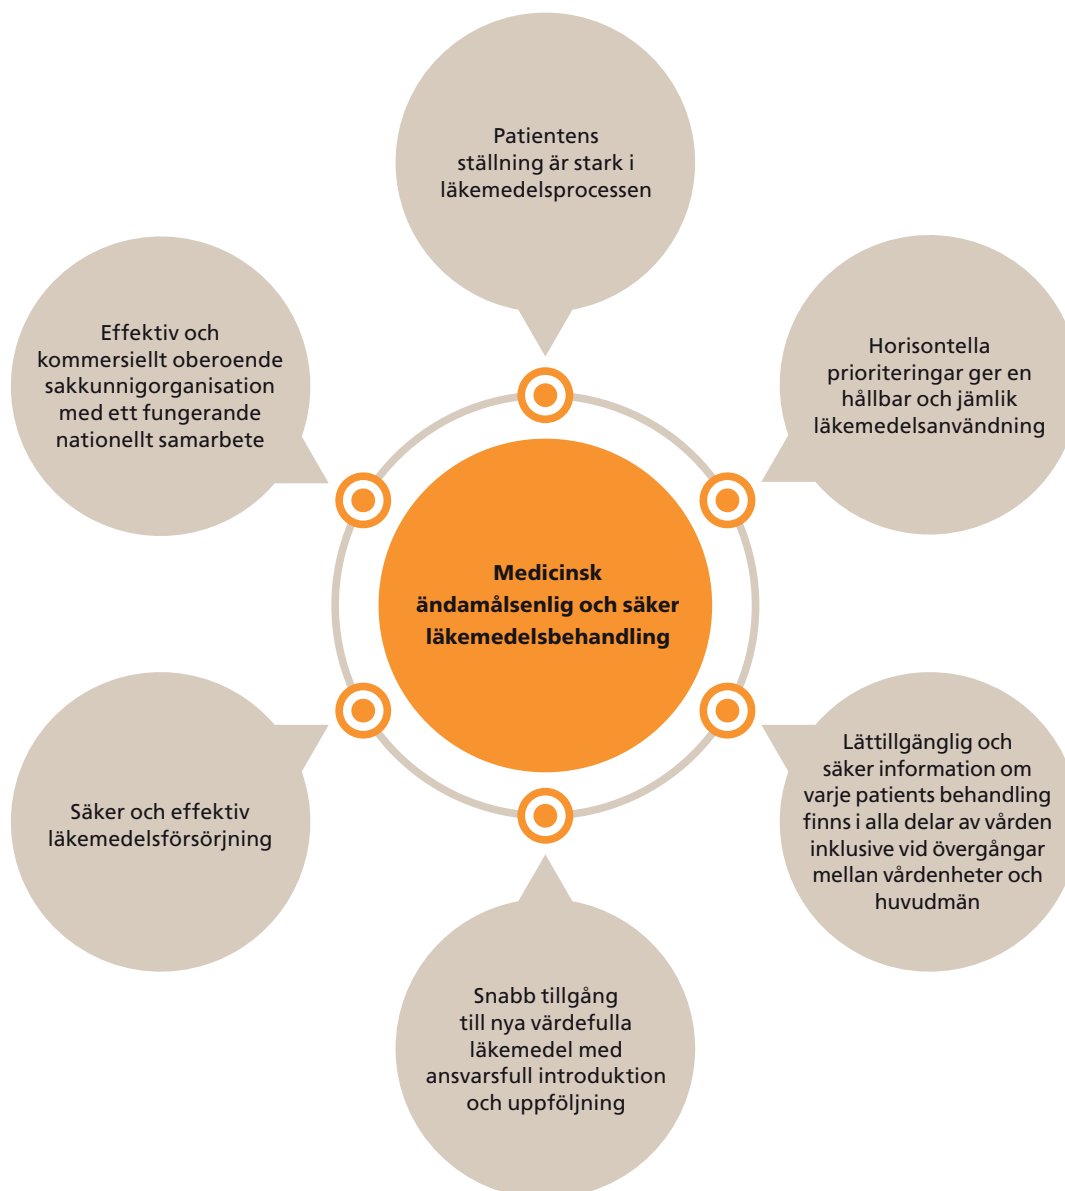 Patientens
ställning är stark i
läkemedelsprocessen
Effektiv och
kommersiellt oberoende
sakkunnigorganisation
med ett fungerande
nationellt samarbete
Horisontella
prioriteringar ger en
hållbar och jämlik
läkemedelsanvändning
Medicinsk
ändamålsenlig och säker
läkemedelsbehandling
Säker och effektiv
läkemedelsförsörjning
Lättillgänglig och
säker information om
varje patients behandling
finns i alla delar av vården
inklusive vid övergångar
mellan vårdenheter och
huvudmän
Snabb tillgång
till nya värdefulla
läkemedel med
ansvarsfull introduktion
och uppföljning